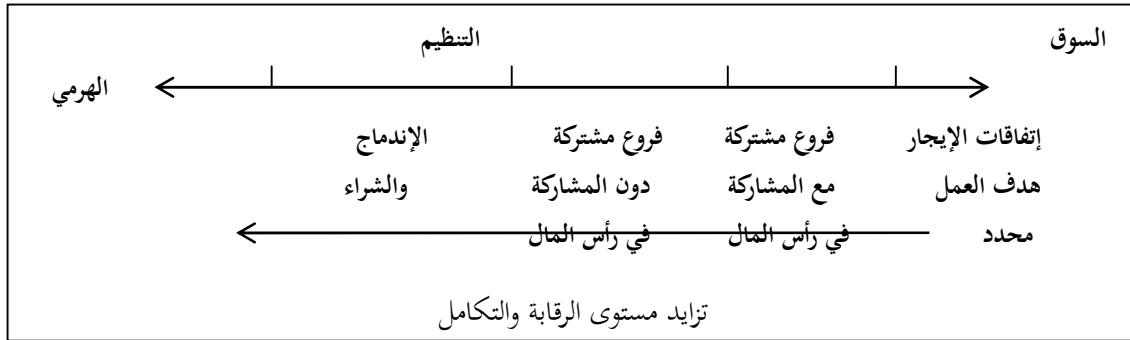 السوق
التنظيم
الهرمي
إتفاقات الإيجار
هدف العمل
محدد
فروع مشتركة
مع المشاركة
في رأس المال
فروع مشتركة
دون المشاركة
في رأس المال
الإندماج
والشراء
تزايد مستوى الرقابة والتكامل